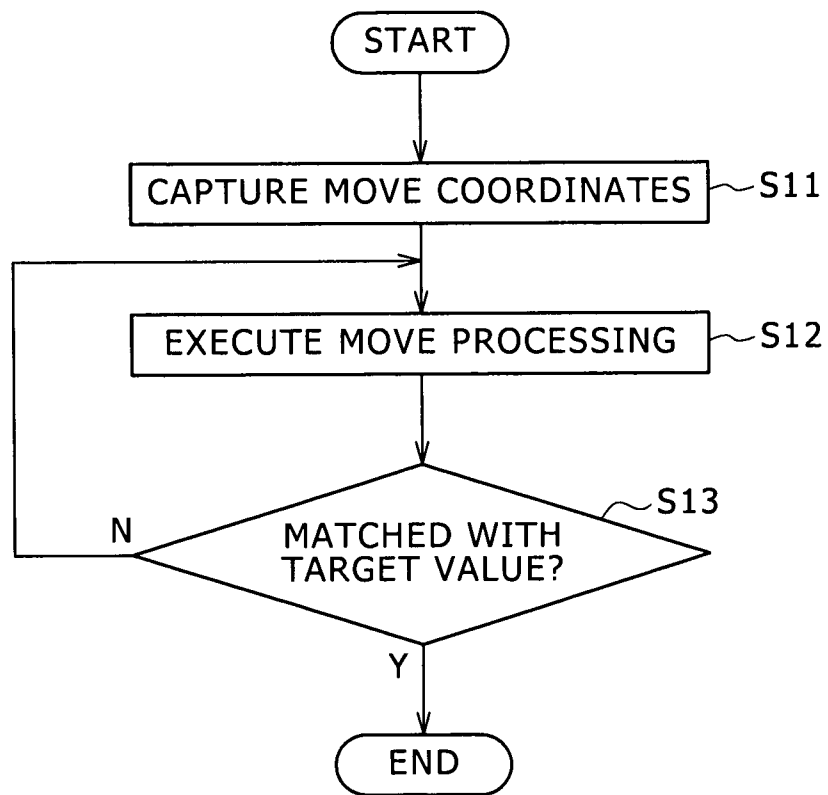 START
CAPTURE MOVE COORDINATES
S11
EXECUTE MOVE PROCESSING
S12
S13
N
MATCHED WITH
TARGET VALUE?
Y
END